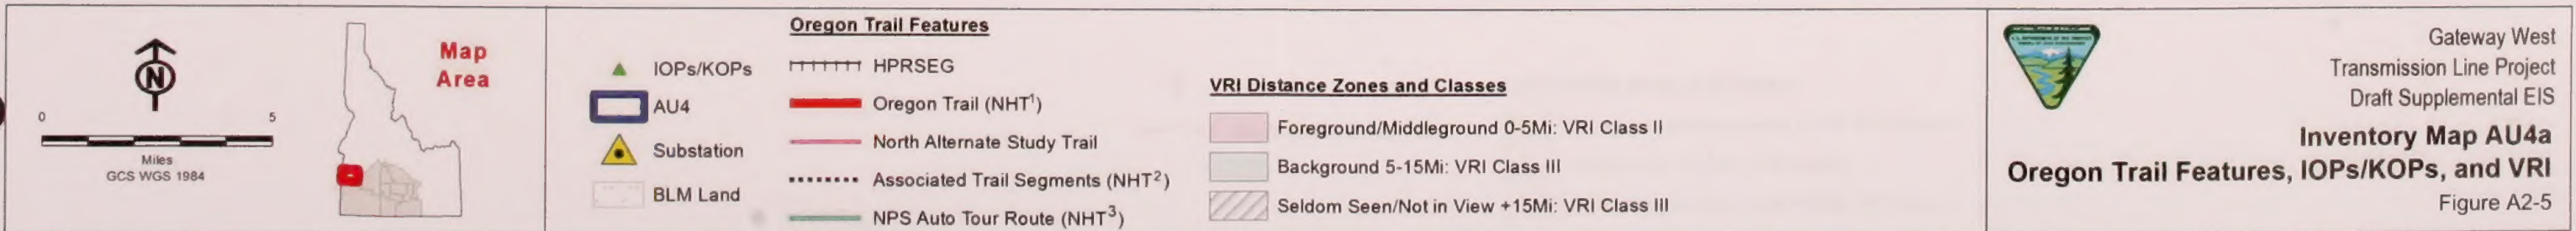 N
0 5
Miles
GCS WGS 1984
Map
Area
IOPs/KOPs
AU4
Substation
BLM Land
Oregon Trail Features
HPRSEG
Oregon Trail (NHT¹)
North Alternate Study Trail
Associated Trail Segments (NHT²)
NPS Auto Tour Route (NHT³)
VRI Distance Zones and Classes
Foreground/Middleground 0-5Mi: VRI Class II
Background 5-15Mi: VRI Class III
Seldom Seen/Not in View +15Mi: VRI Class III
Gateway West
Transmission Line Project
Draft Supplemental EIS
Inventory Map AU4a
Oregon Trail Features, IOPs/KOPs, and VRI
Figure A2-5